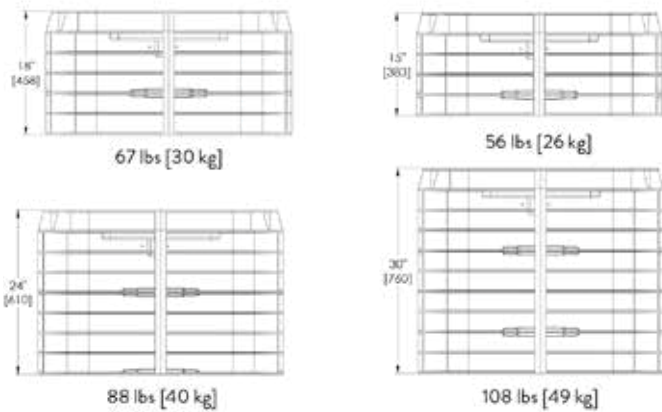 18"
[458]
67 lbs [30 kg]
15"
[380]
56 lbs [26 kg]
24"
[610]
88 lbs [40 kg]
30"
[760]
108 lbs [49 kg]